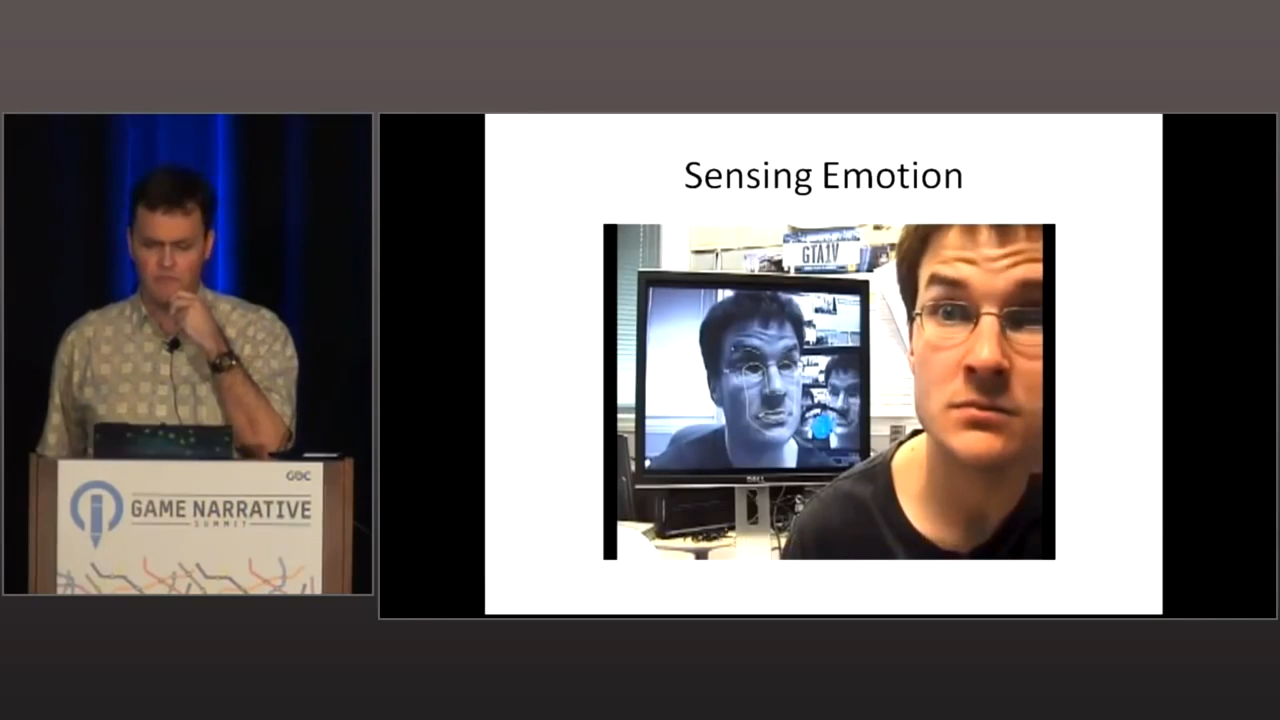 Sensing Emotion
GTA IV
DELL
GDC
GAME NARRATIVE
SUMMIT